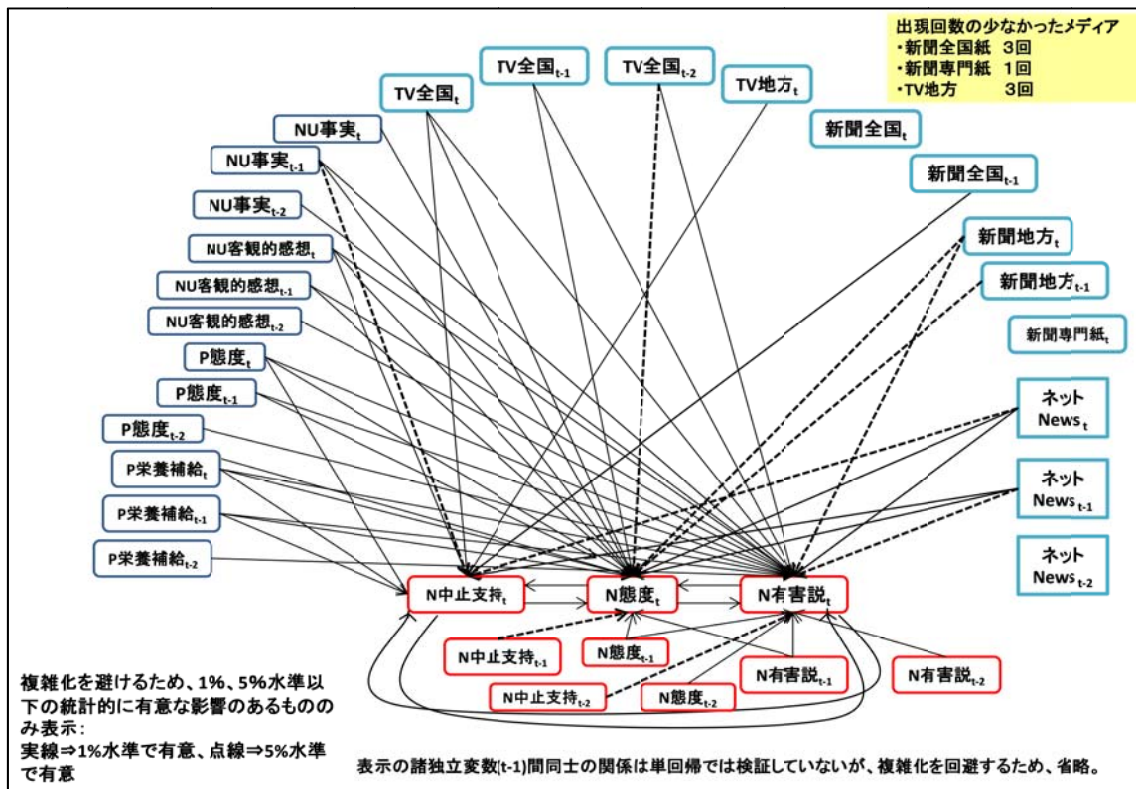 出現回数の少なかったメディア
・新聞全国紙 3回
・新聞専門紙 1回
・TV地方 3回
TV全国t
TV全国t-1
TV全国t-2
TV地方t
新聞全国t
新聞全国t-1
新聞地方t
新聞地方t-1
新聞専門紙t
ネット
Newst
ネット
Newst-1
ネット
Newst-2
NU事実t
NU事実t-1
NU事実t-2
NU客観的感想t
NU客観的感想t-1
NU客観的感想t-2
P態度t
P態度t-1
P態度t-2
P栄養補給t
P栄養補給t-1
P栄養補給t-2
N中止支持t
N態度t
N有害説t
N中止支持t-1
N態度t-1
N有害説t-1
N有害説t-2
N中止支持t-2
N態度t-2
複雑化を避けるため、1%、5%水準以
下の統計的に有意な影響のあるものの
み表示:
実線⇒1%水準で有意、点線⇒5%水準
で有意
表示の諸独立変数(t-1)間同士の関係は単回帰では検証していないが、複雑化を回避するため、省略。